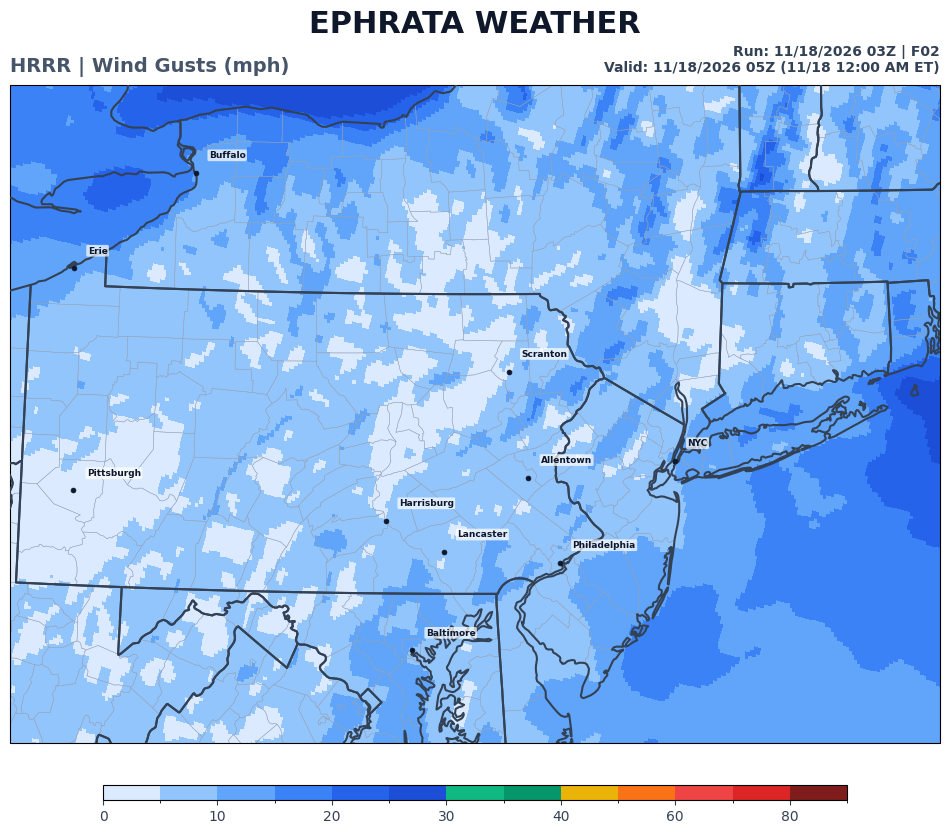 EPHRATA WEATHER
HRRR | Wind Gusts (mph)
Run: 11/18/2026 03Z | F02
Valid: 11/18/2026 05Z (11/18 12:00 AM ET)
Buffalo
Erie
Scranton
NYC
Allentown
Pittsburgh
Harrisburg
Lancaster
Philadelphia
Baltimore
0 10 20 30 40 60 80